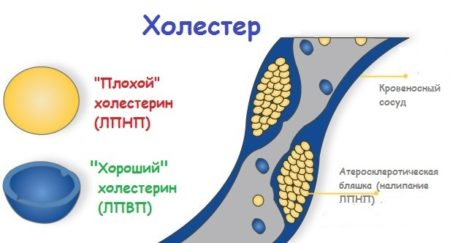 Холестер
"Плохой"
холестерин
(ЛПНП)
"Хороший"
холестерин
(ЛПВП)
Кровеносный
сосуд
Атеросклеротическая
бляшка (налипание
ЛПНП)